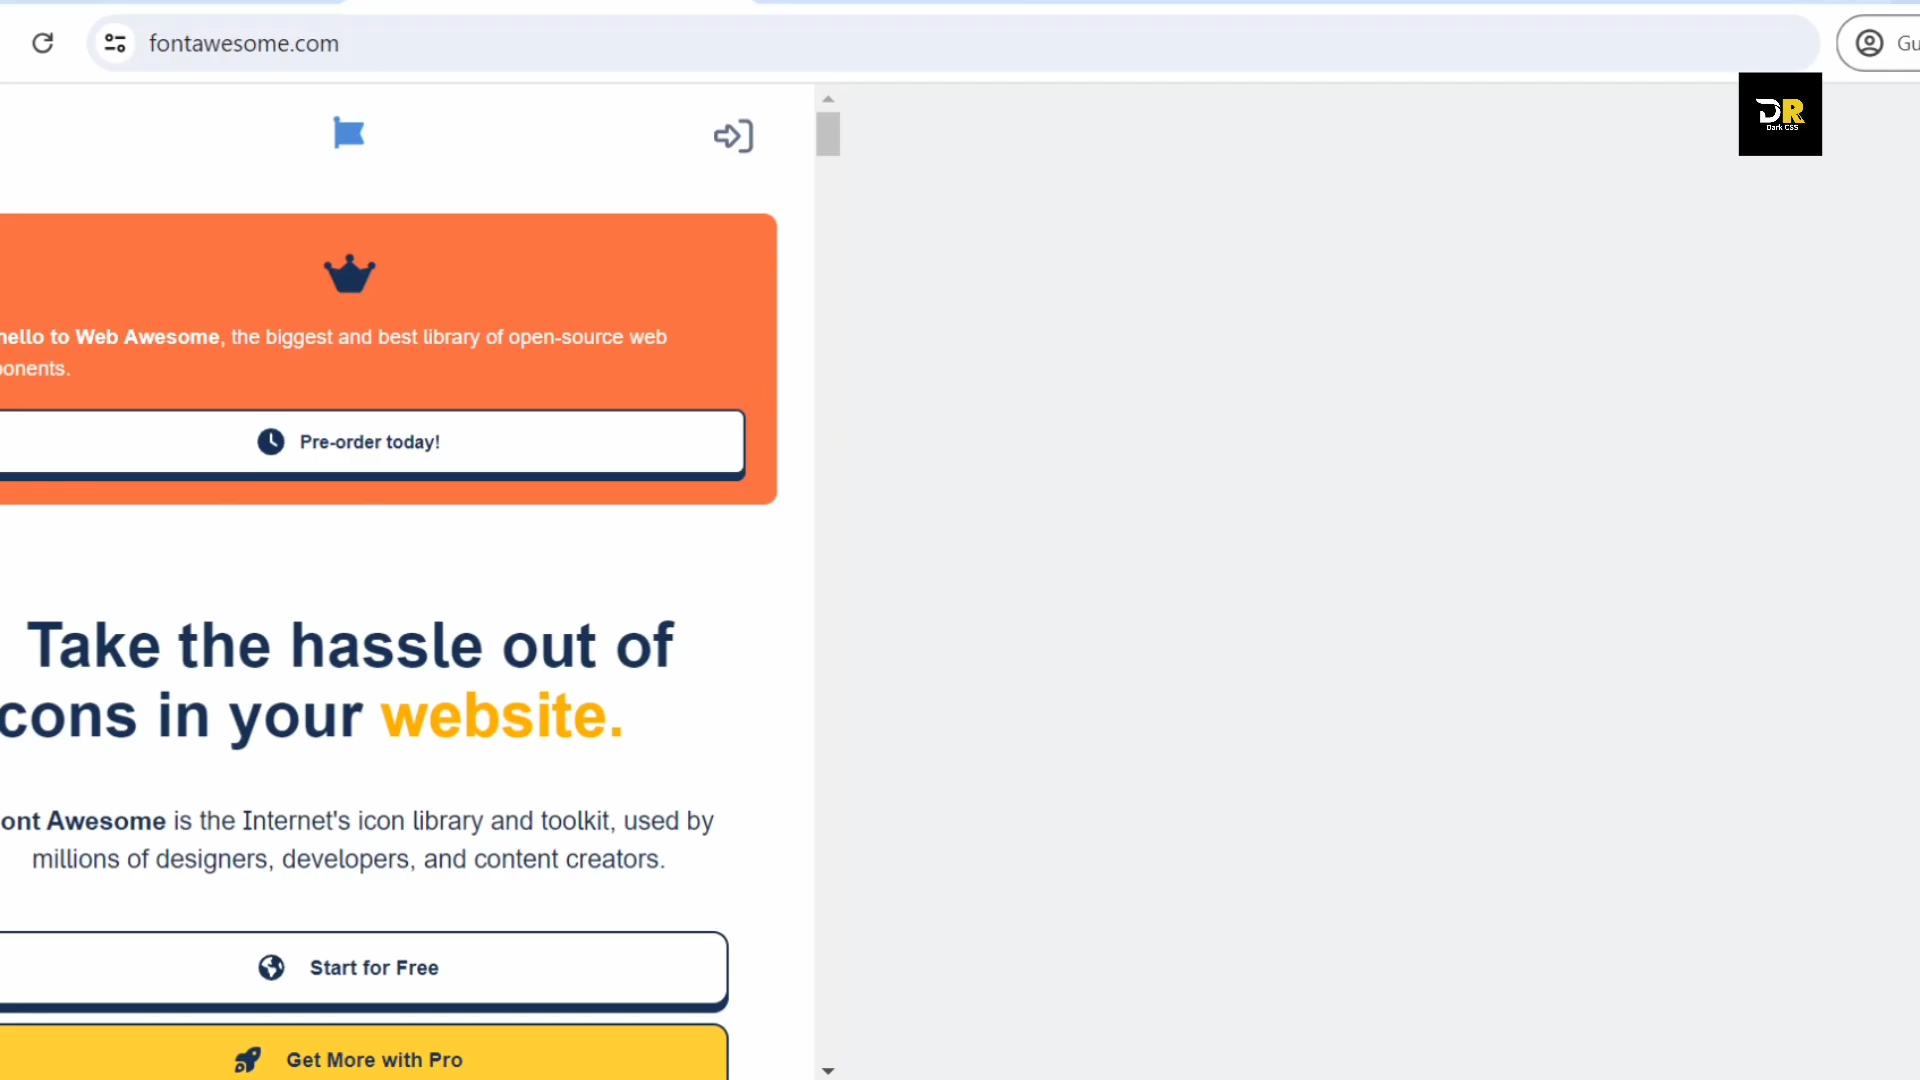 fontawesome.com
Gu
DR
Dark CSS
hello to Web Awesome, the biggest and best library of open-source web
ponents.
Pre-order today!
Take the hassle out of
cons in your website.
ont Awesome is the Internet's icon library and toolkit, used by
millions of designers, developers, and content creators.
Start for Free
Get More with Pro